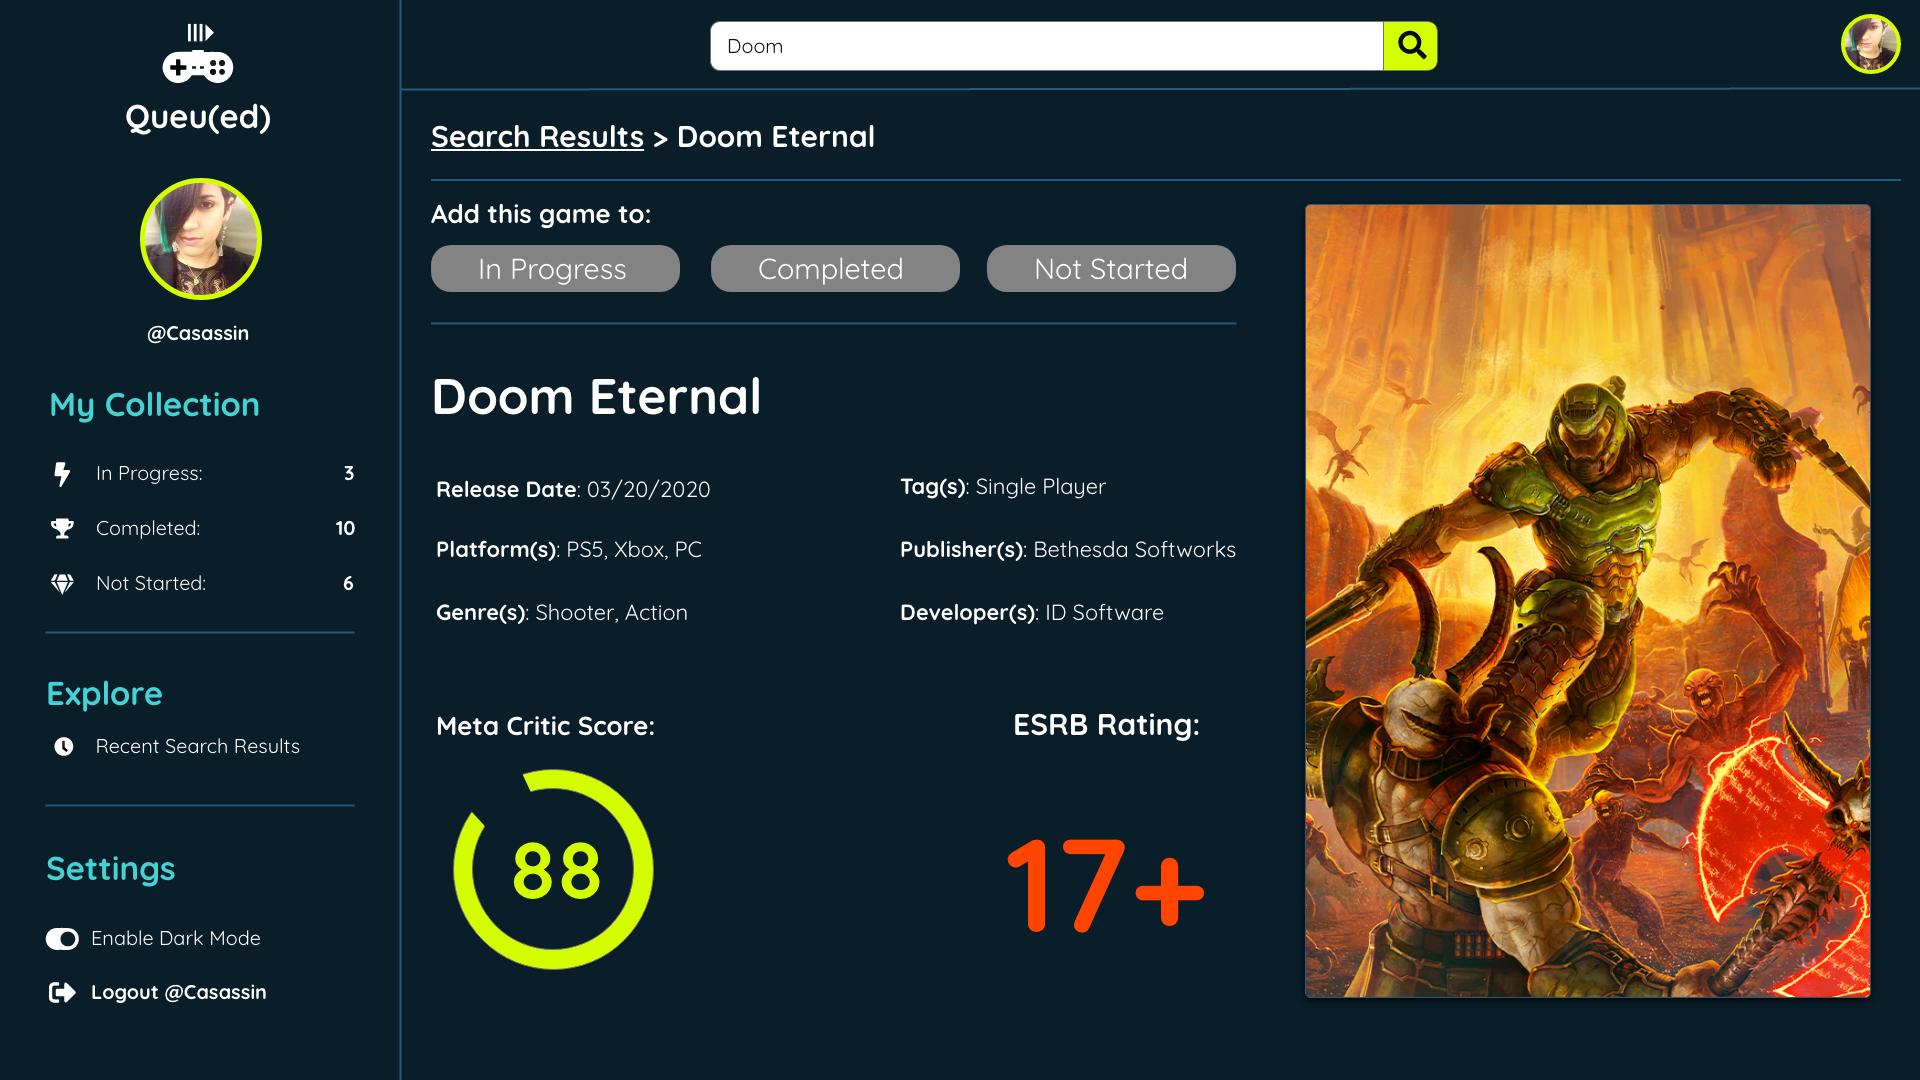 Queu(ed)
@Casassin
My Collection
In Progress: 3
Completed: 10
Not Started: 6
Explore
Recent Search Results
Settings
Enable Dark Mode
Logout @Casassin
Doom
Search Results > Doom Eternal
Add this game to:
In Progress Completed Not Started
Doom Eternal
Release Date: 03/20/2020
Tag(s): Single Player
Platform(s): PS5, Xbox, PC
Publisher(s): Bethesda Softworks
Genre(s): Shooter, Action
Developer(s): ID Software
Meta Critic Score:
88
ESRB Rating:
17+